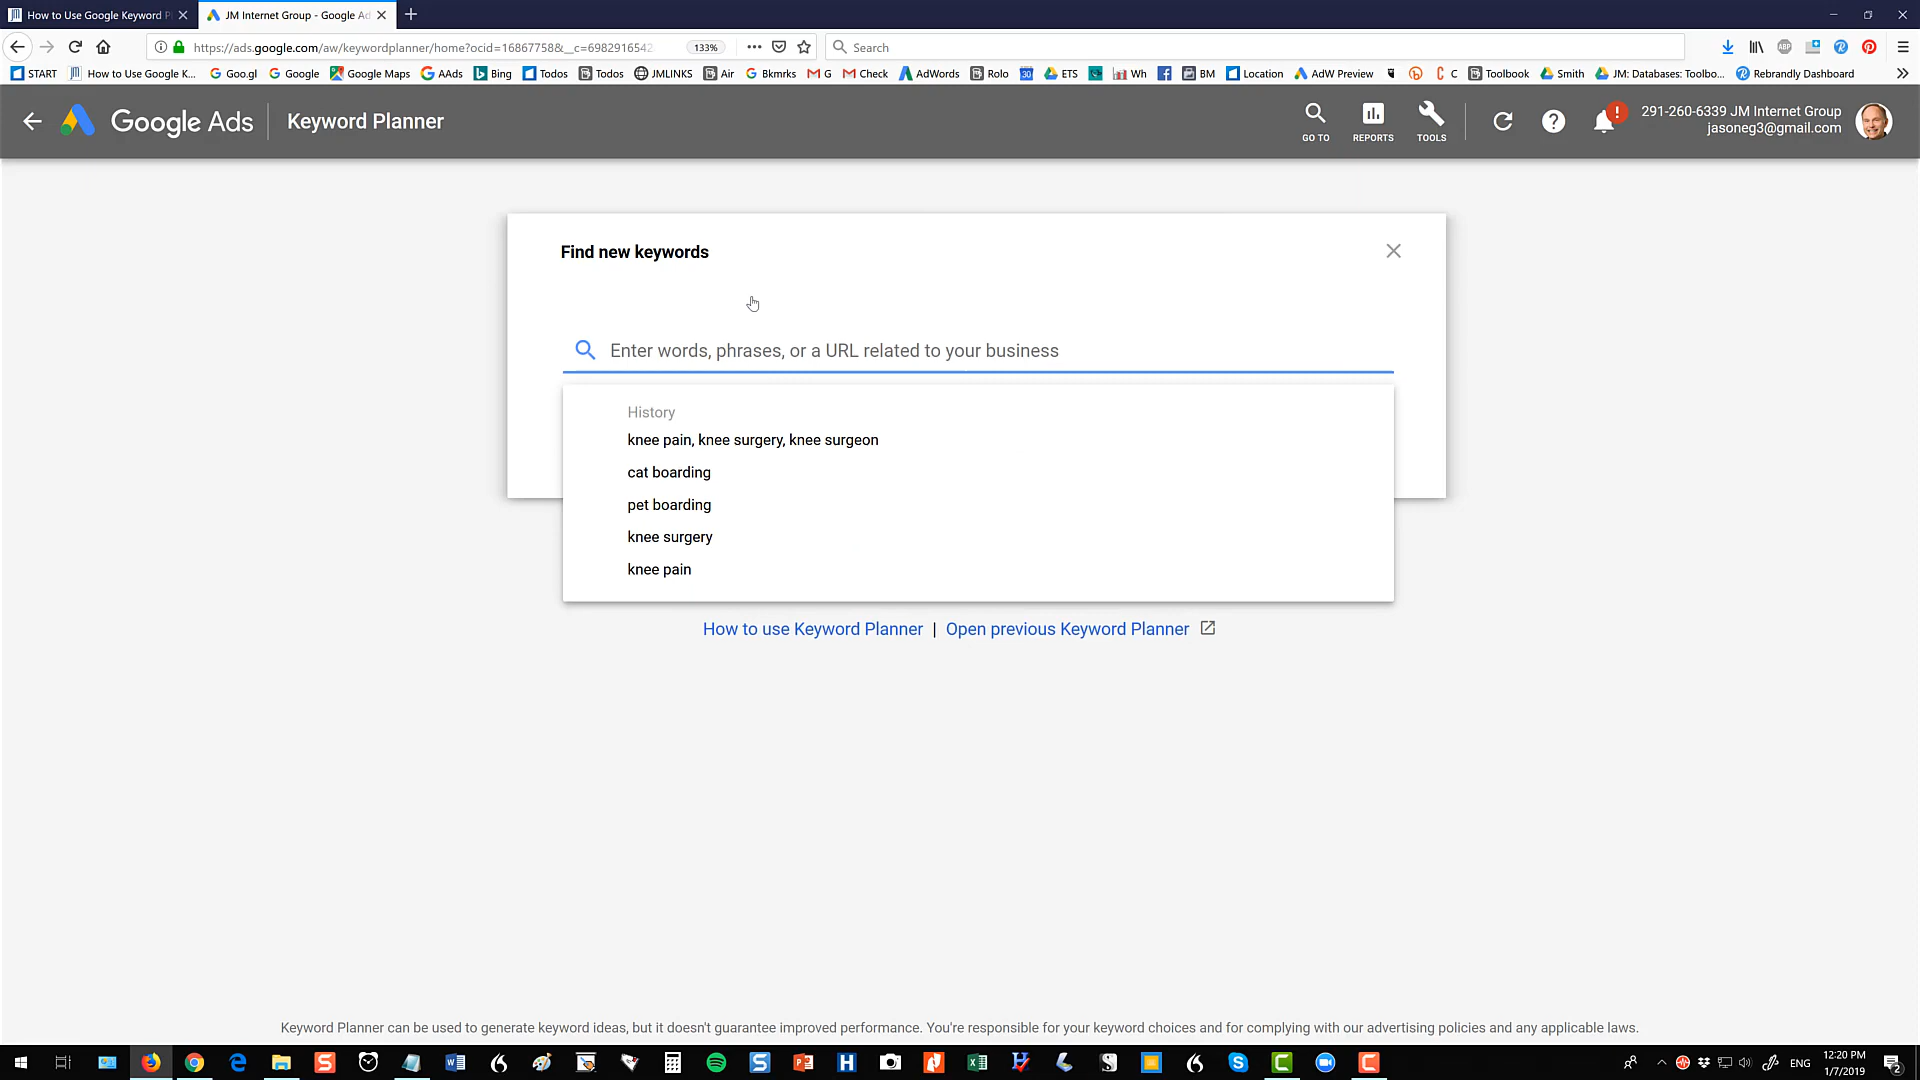 How to Use Google Keyword P
JM Internet Group - Google Ad
https://ads.google.com/aw/keywordplanner/home?ocid=16867758&__c=6982916542
133%
Search
START
How to Use Google K...
Goo.gl
Google
Google Maps
AAds
Bing
Todos
Todos
JMLINKS
Air
Bkmrks
G
Check
AdWords
Rolo
ETS
Wh
BM
Location
AdW Preview
C
Toolbook
Smith
JM: Databases: Toolbo...
Rebrandly Dashboard
Google Ads
Keyword Planner
GO TO
REPORTS
TOOLS
291-260-6339 JM Internet Group
jasoneg3@gmail.com
Find new keywords
Enter words, phrases, or a URL related to your business
History
knee pain, knee surgery, knee surgeon
cat boarding
pet boarding
knee surgery
knee pain
How to use Keyword Planner | Open previous Keyword Planner
Keyword Planner can be used to generate keyword ideas, but it doesn't guarantee improved performance. You're responsible for your keyword choices and for complying with our advertising policies and any applicable laws.
ENG
12:20 PM
1/7/2019
2